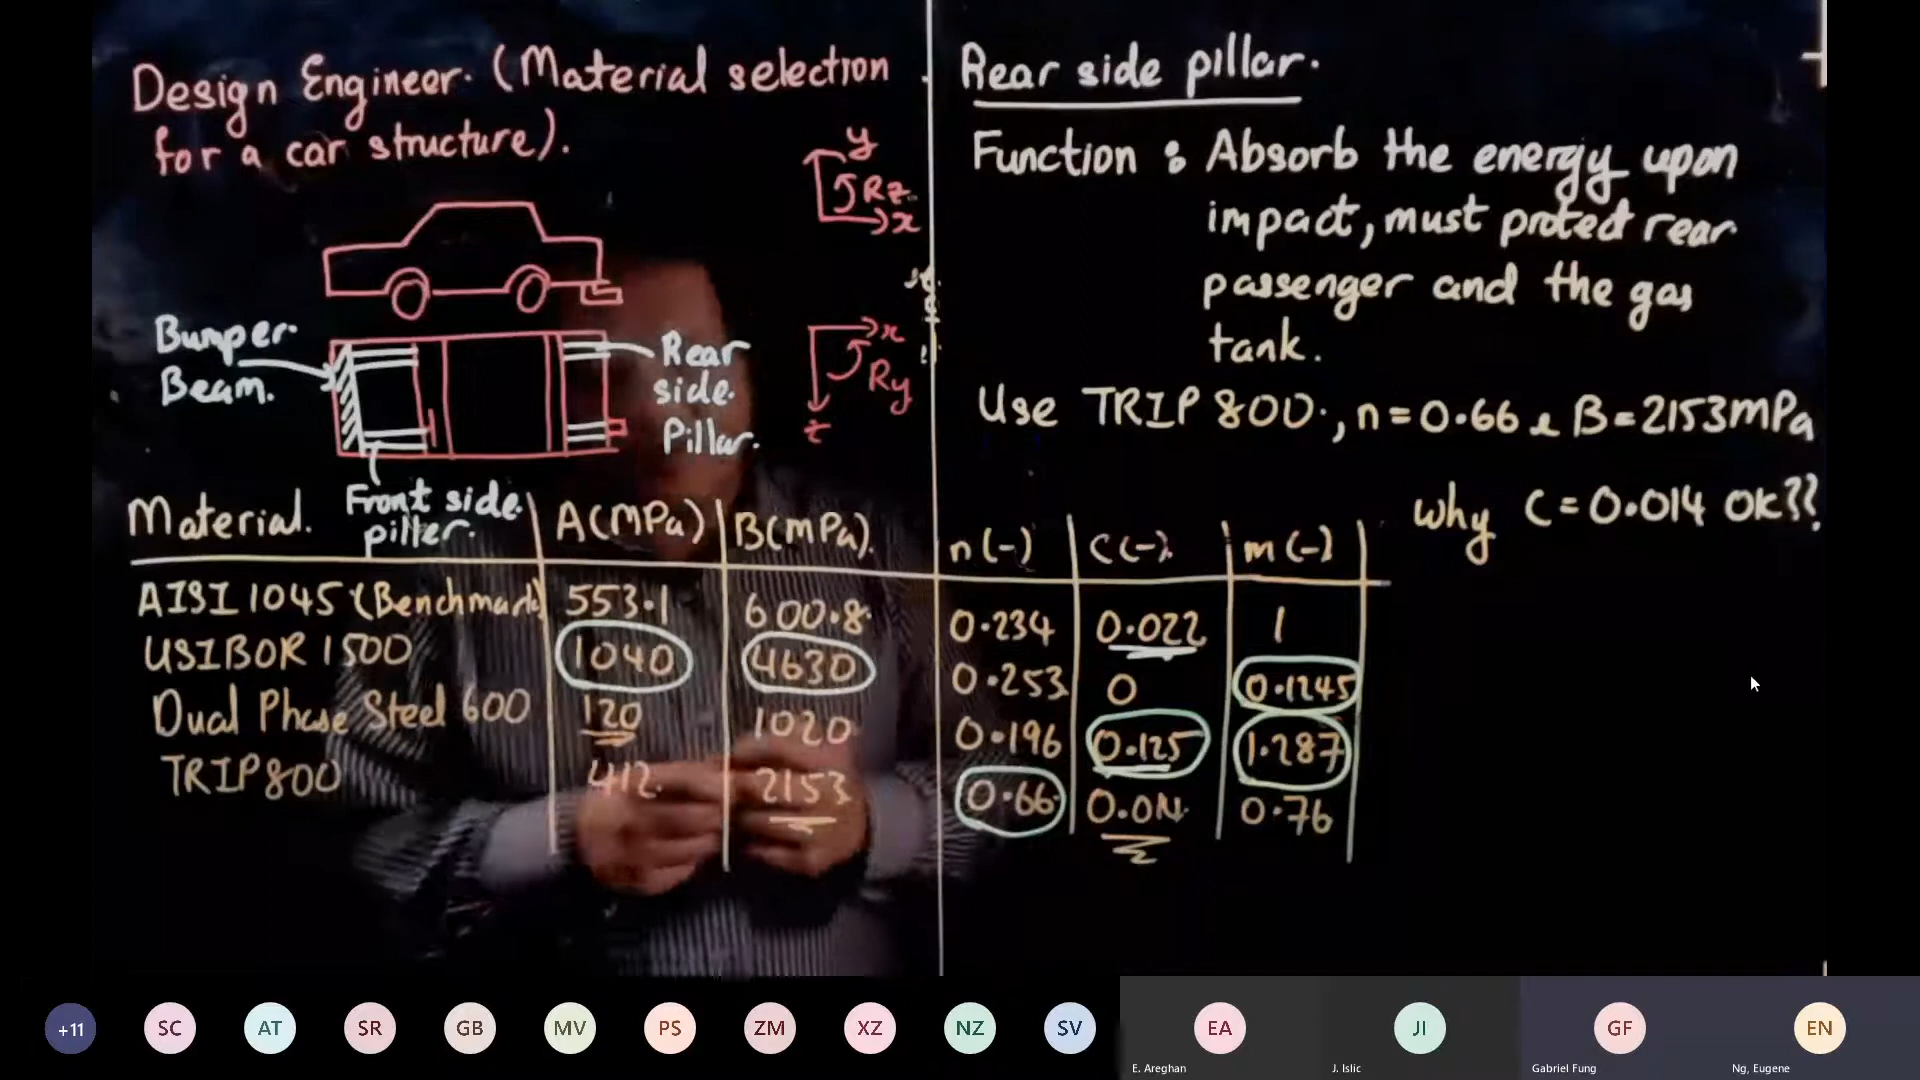 Design Engineer. (Material selection
for a car structure).
y
Rz
x
Bumper
Beam.
Rear
side
Pillar.
x
Ry
z
Front side
piller.
Rear side pillar.
Function : Absorb the energy upon
impact, must protect rear
passenger and the gas
tank.
Use TRIP 800, n=0.66 & B=2153mPa
why C=0.014 OK??
Material. A(MPa) B(mPa). n(-) C(-). m(-)
AISI 1045 (Benchmark) 553.1 600.8 0.234 0.022 1
USIBOR 1500 1040 4630 0.253 0 0.1245
Dual Phase Steel 600 120 1020 0.196 0.125 1.287
TRIP800 412 2153 0.66 0.014 0.76
+11 SC AT SR GB MV PS ZM XZ NZ SV EA JI GF EN
E. Areghan J. Islic Gabriel Fung Ng, Eugene